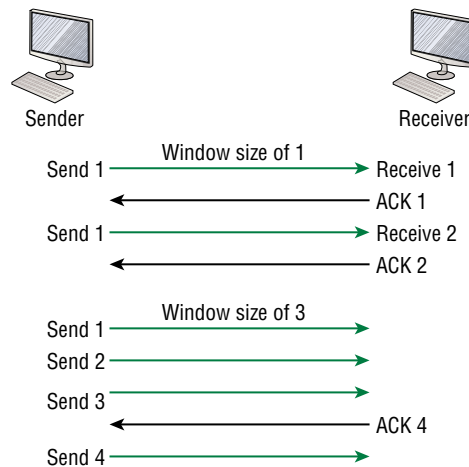 Sender
Receiver
Window size of 1
Send 1
Receive 1
ACK 1
Send 1
Receive 2
ACK 2
Window size of 3
Send 1
Send 2
Send 3
ACK 4
Send 4